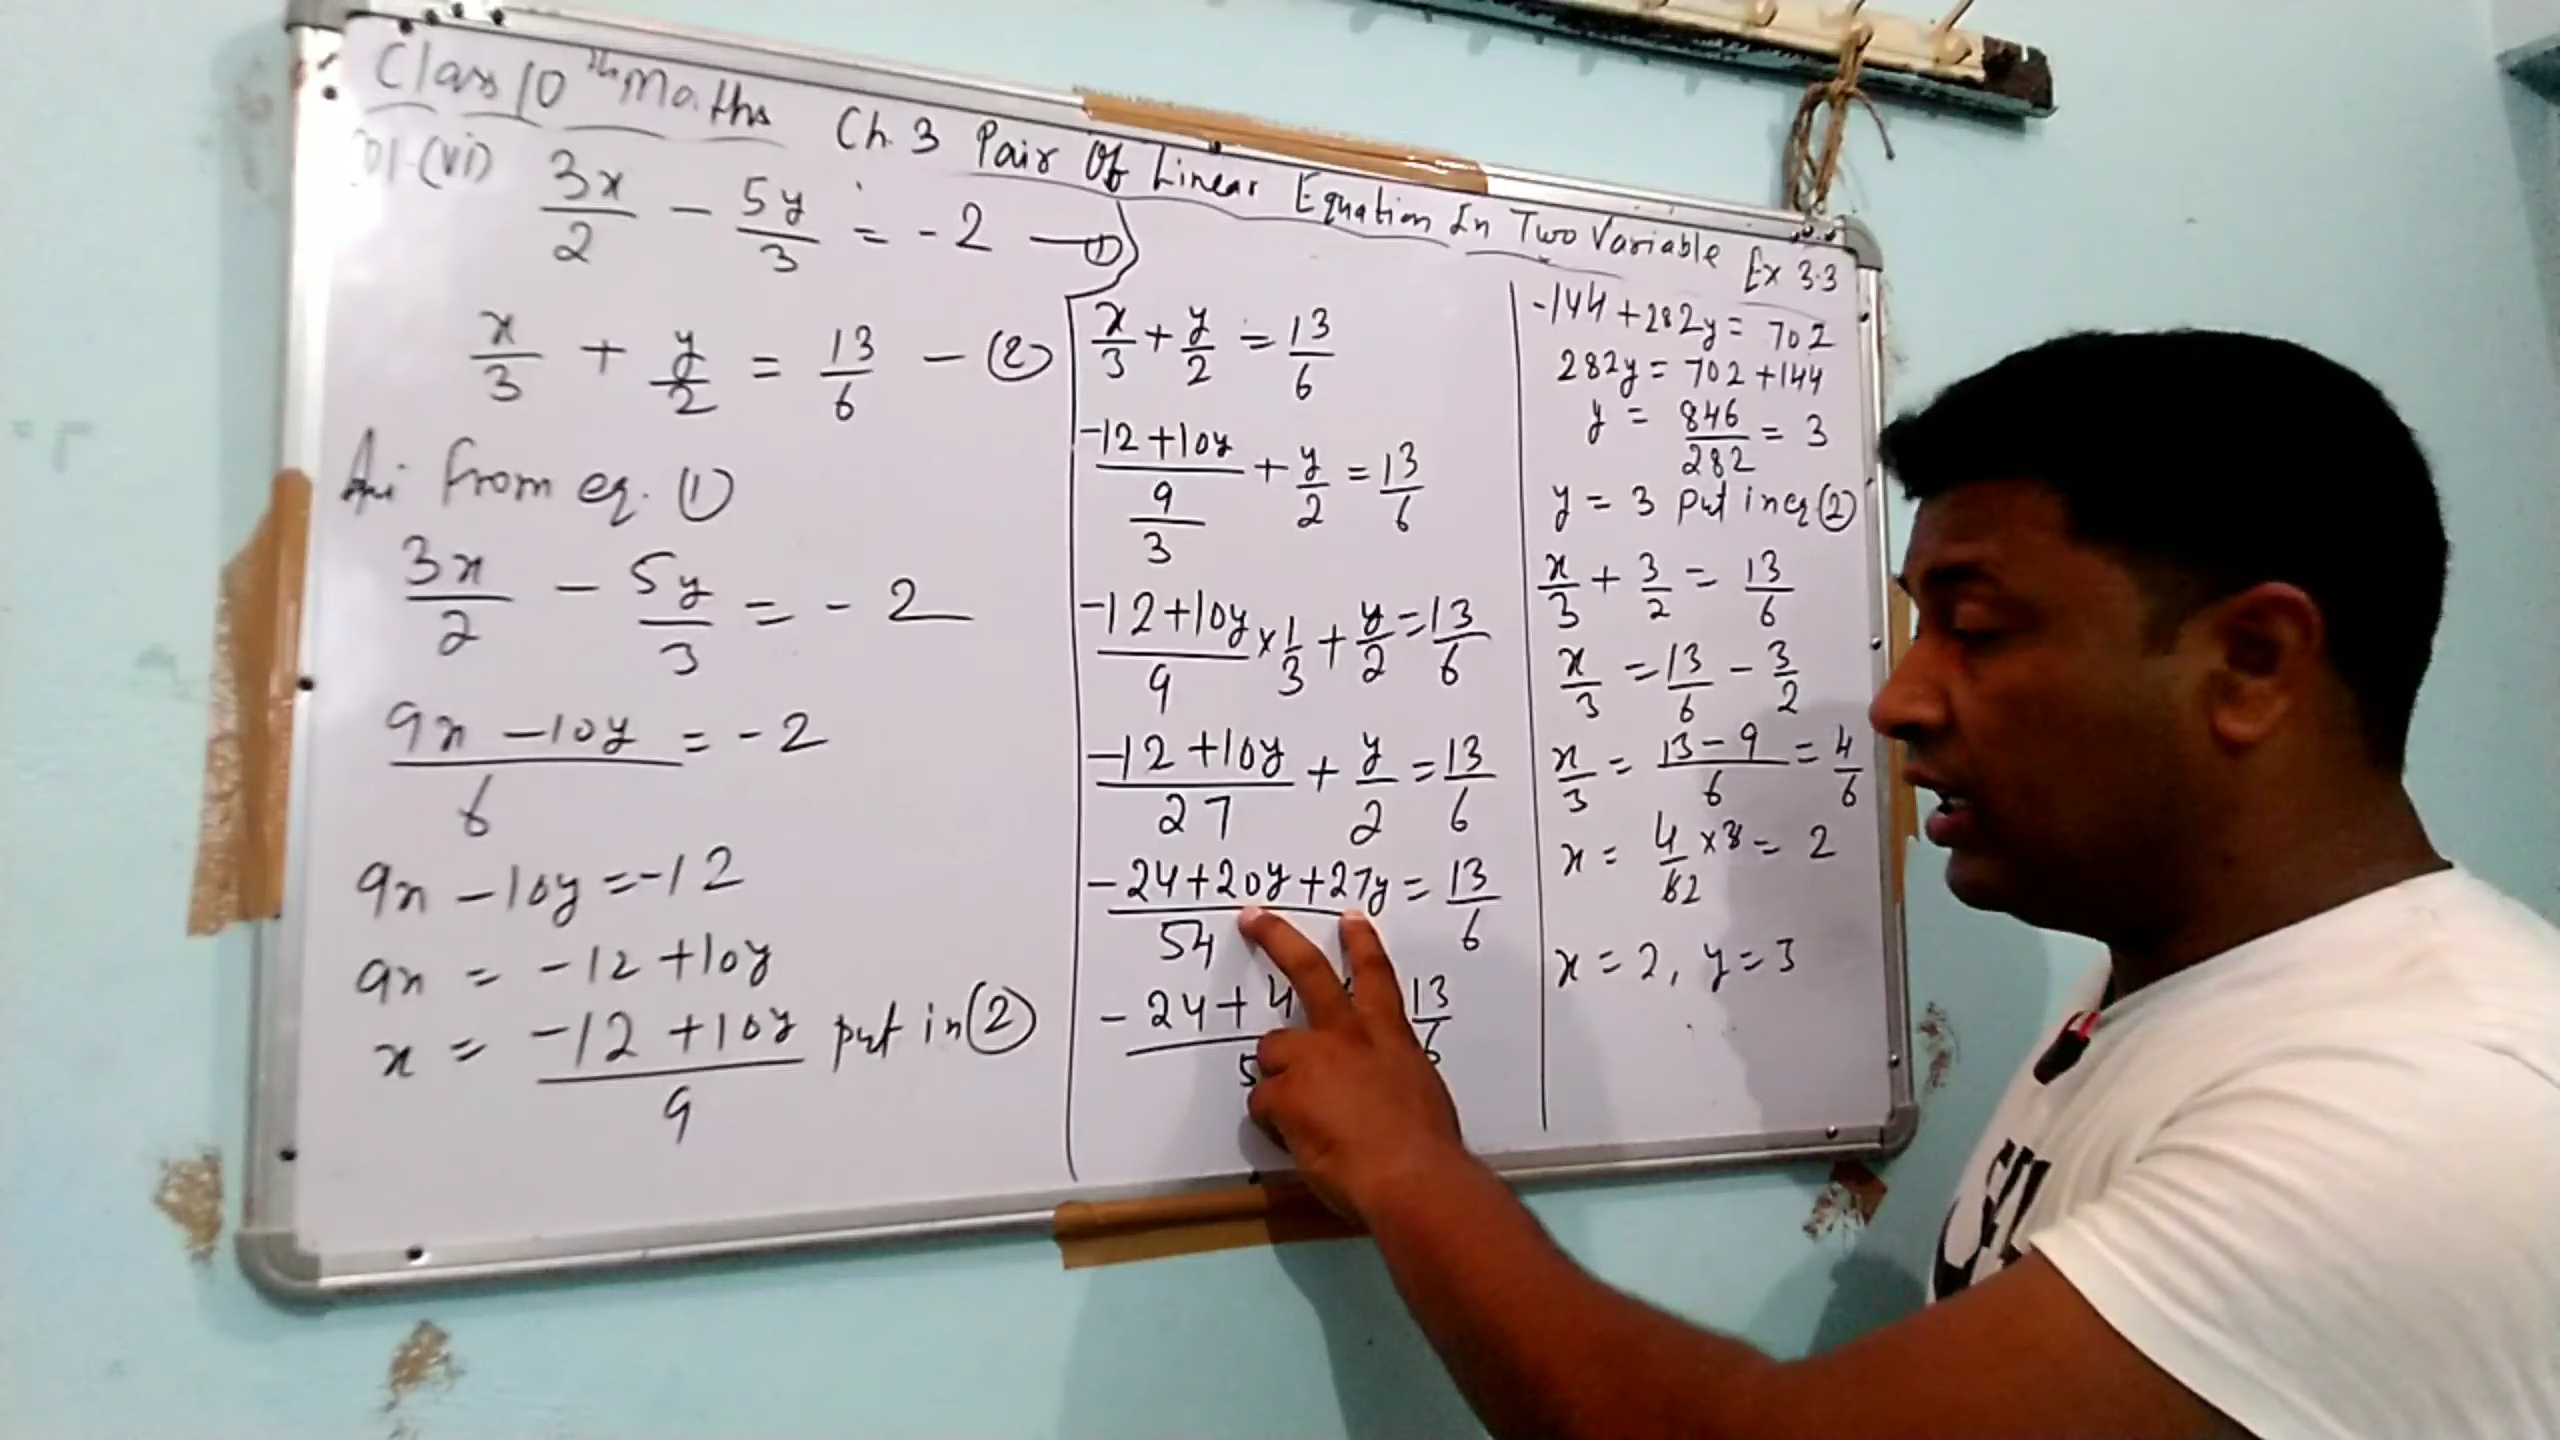 Class 10th Maths Ch. 3 Pair Of Linear Equation In Two Variable Ex 3.3
Q1.(vi) 3x/2 - 5y/3 = -2 — (1)
x/3 + y/2 = 13/6 - (2)
Ans From eq. (1)
3x/2 - 5y/3 = -2
(9x - 10y)/6 = -2
9x - 10y = -12
9x = -12 + 10y
x = (-12 + 10y)/9 put in (2)
x/3 + y/2 = 13/6
((-12 + 10y)/9)/3 + y/2 = 13/6
(-12 + 10y)/9 × 1/3 + y/2 = 13/6
(-12 + 10y)/27 + y/2 = 13/6
(-24 + 20y + 27y)/54 = 13/6
-24 + 4 13/6
-144 + 282y = 702
282y = 702 + 144
y = 846/282 = 3
y = 3 Put in eq (2)
x/3 + 3/2 = 13/6
x/3 = 13/6 - 3/2
x/3 = (13 - 9)/6 = 4/6
x = 4/62 × 3 = 2
x = 2, y = 3